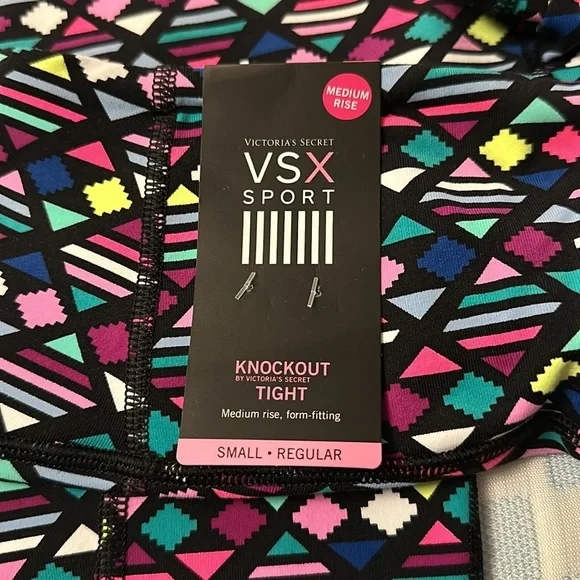 MEDIUM
RISE
VICTORIA'S SECRET
VSX
SPORT
KNOCKOUT
BY VICTORIA'S SECRET
TIGHT
Medium rise, form-fitting
SMALL • REGULAR